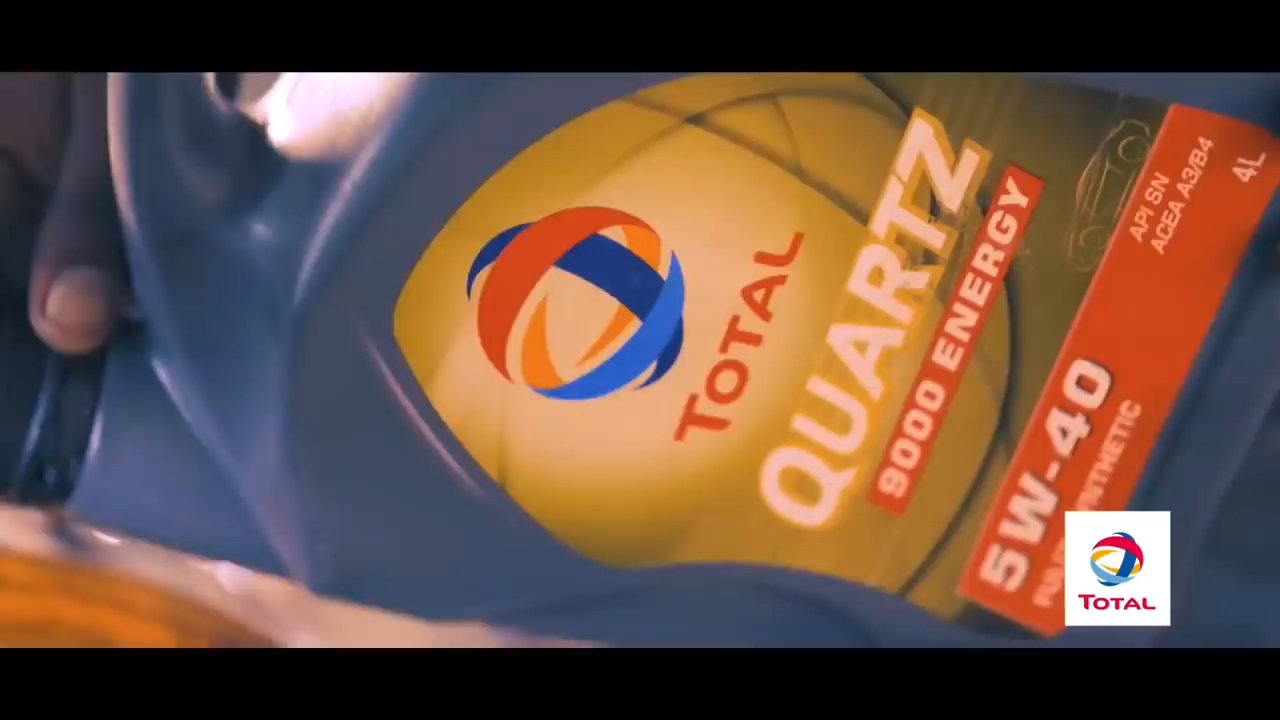 TOTAL
QUARTZ
9000 ENERGY
API SN
ACEA A3/B4
4L
5W-40
TOTAL